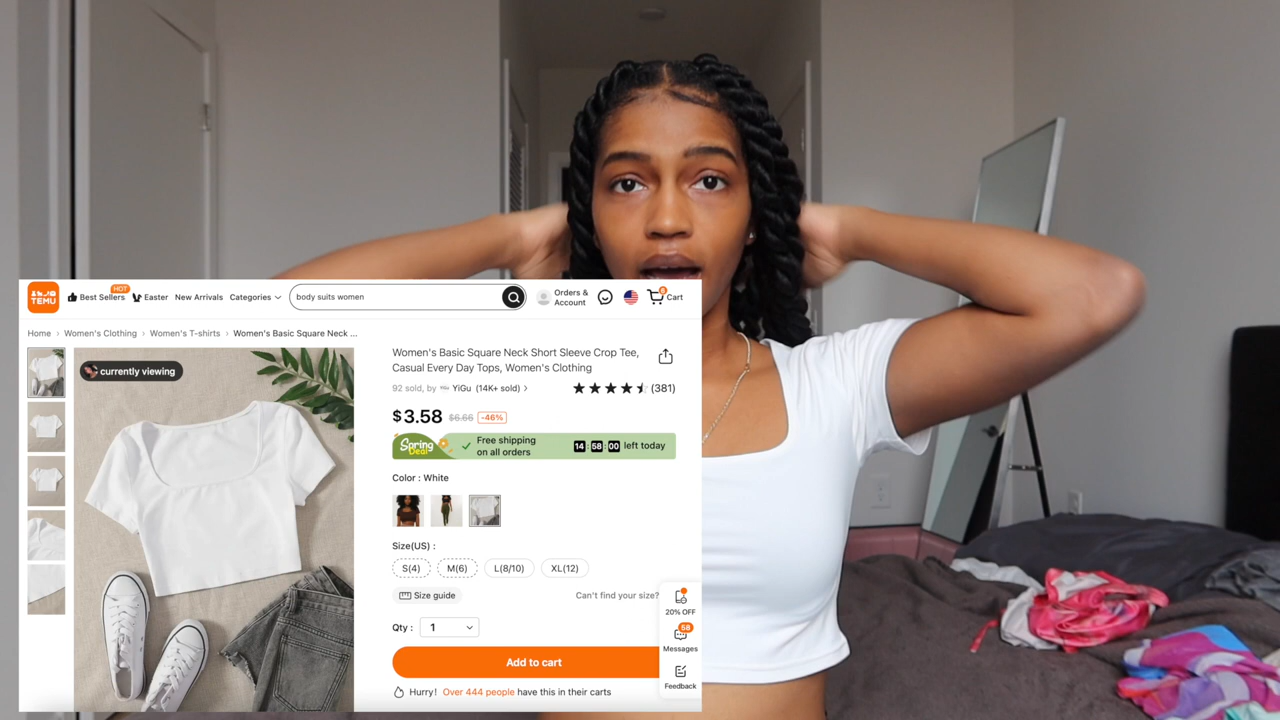 TEMU
Best Sellers
HOT
Easter
New Arrivals
Categories
body suits women
Orders &
Account
6
Cart
Home › Women's Clothing › Women's T-shirts › Women's Basic Square Neck ...
currently viewing
Women's Basic Square Neck Short Sleeve Crop Tee,
Casual Every Day Tops, Women's Clothing
92 sold, by YiGu (14K+ sold) ›
(381)
$3.58 $6.66 -46%
Spring
Deal
Free shipping
on all orders
14 : 58 : 00 left today
Color : White
Size(US) :
S(4) M(6) L(8/10) XL(12)
Size guide
Can't find your size?
20% OFF
Qty : 1
58
Messages
Add to cart
Feedback
Hurry! Over 444 people have this in their carts